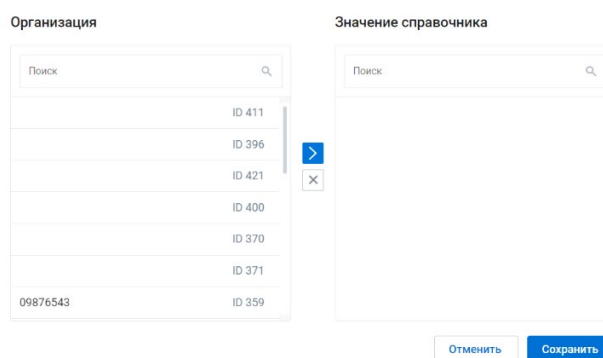 Организация
Значение справочника
Поиск
Поиск
ID 411
ID 396
ID 421
ID 400
ID 370
ID 371
09876543 ID 359
Отменить
Сохранить